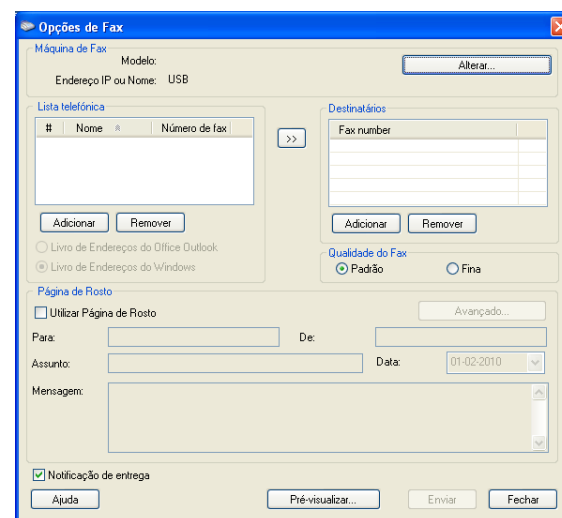 Opções de Fax
Máquina de Fax
Modelo:
Alterar...
Endereço IP ou Nome: USB
Lista telefónica
# Nome Número de fax
Adicionar Remover
Livro de Endereços do Office Outlook
Livro de Endereços do Windows
>>
Destinatários
Fax number
Adicionar Remover
Qualidade do Fax
Padrão Fina
Página de Rosto
Utilizar Página de Rosto Avançado...
Para: De:
Assunto: Data: 01-02-2010
Mensagem:
Notificação de entrega
Ajuda Pré-visualizar... Enviar Fechar